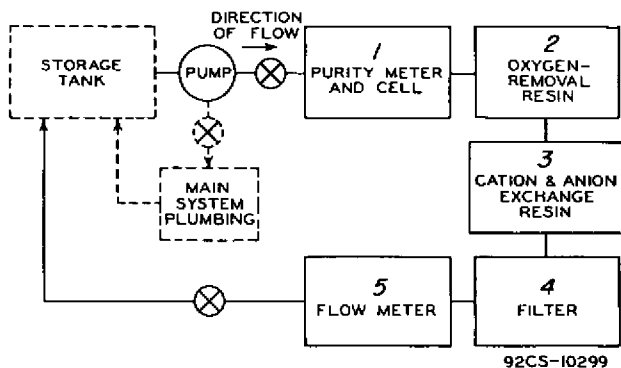 DIRECTION
OF FLOW
STORAGE
TANK
PUMP
1
PURITY METER
AND CELL
2
OXYGEN-
REMOVAL
RESIN
3
CATION & ANION
EXCHANGE
RESIN
MAIN
SYSTEM
PLUMBING
5
FLOW METER
4
FILTER
92CS-10299